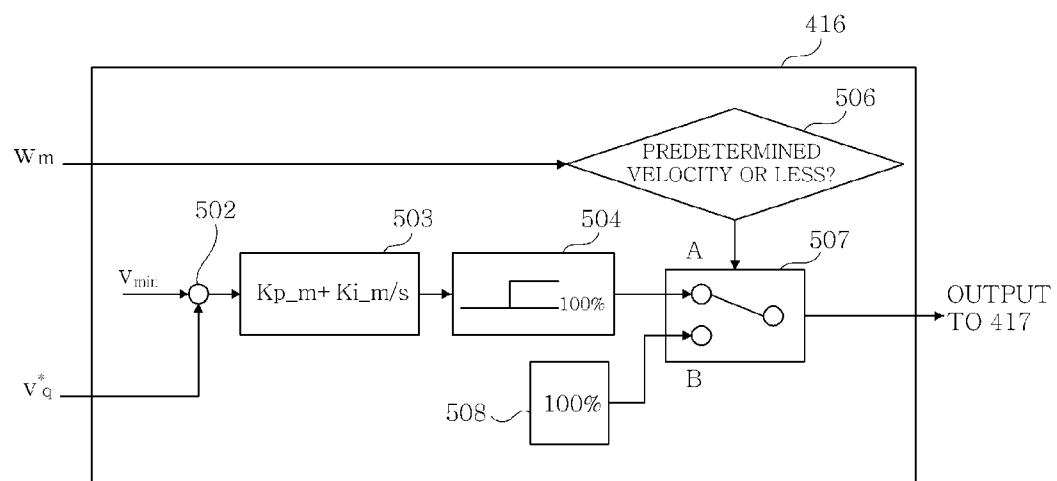 416
506
Wm
PREDETERMINED
VELOCITY OR LESS?
502
503
504
A
507
Vmin
Kp_m+ Ki_m/s
100%
OUTPUT
TO 417
V*q
B
508
100%